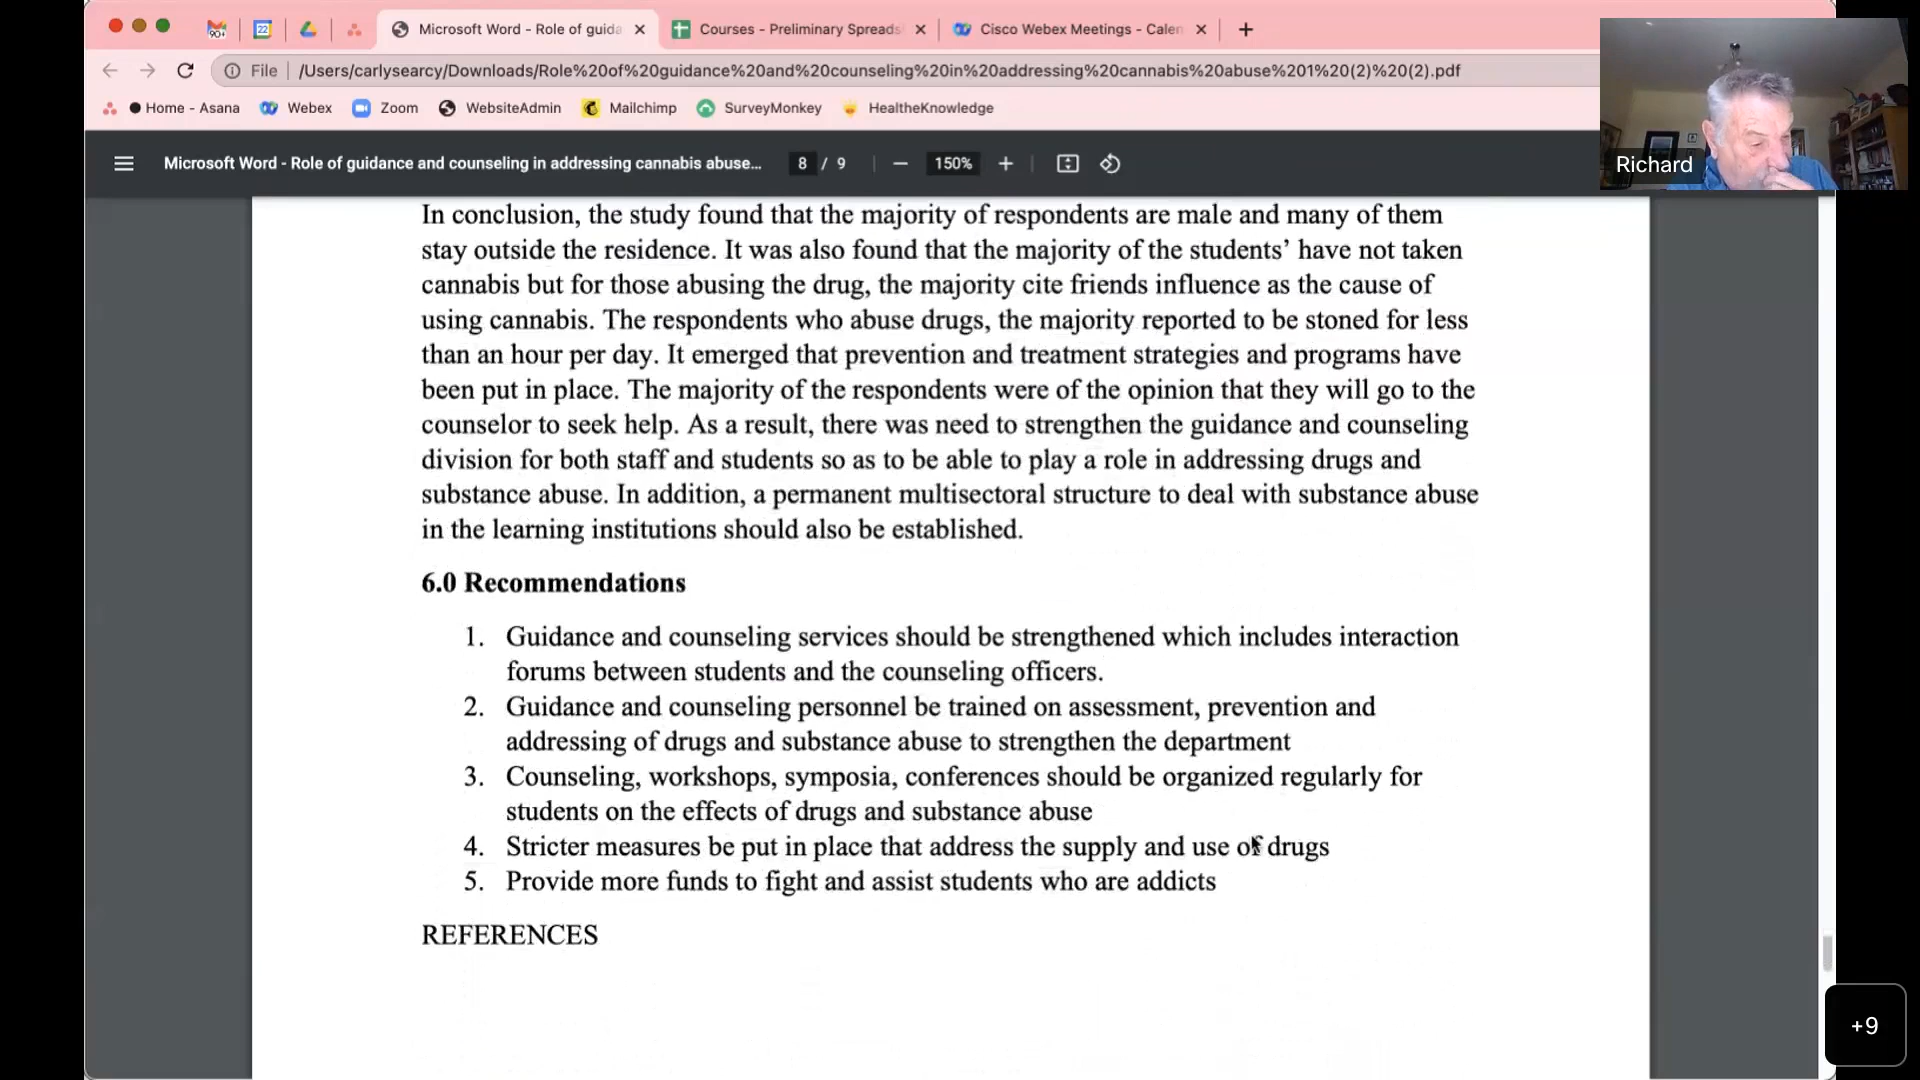 90+
22
Microsoft Word - Role of guida
Courses - Preliminary Spreads
Cisco Webex Meetings - Calen
File
/Users/carlysearcy/Downloads/Role%20of%20guidance%20and%20counseling%20in%20addressing%20cannabis%20abuse%201%20(2)%20(2).pdf
Home - Asana
Webex
Zoom
WebsiteAdmin
Mailchimp
SurveyMonkey
HealtheKnowledge
Microsoft Word - Role of guidance and counseling in addressing cannabis abuse...
8 / 9
150%
Richard
In conclusion, the study found that the majority of respondents are male and many of them
stay outside the residence. It was also found that the majority of the students’ have not taken
cannabis but for those abusing the drug, the majority cite friends influence as the cause of
using cannabis. The respondents who abuse drugs, the majority reported to be stoned for less
than an hour per day. It emerged that prevention and treatment strategies and programs have
been put in place. The majority of the respondents were of the opinion that they will go to the
counselor to seek help. As a result, there was need to strengthen the guidance and counseling
division for both staff and students so as to be able to play a role in addressing drugs and
substance abuse. In addition, a permanent multisectoral structure to deal with substance abuse
in the learning institutions should also be established.
6.0 Recommendations
1. Guidance and counseling services should be strengthened which includes interaction
forums between students and the counseling officers.
2. Guidance and counseling personnel be trained on assessment, prevention and
addressing of drugs and substance abuse to strengthen the department
3. Counseling, workshops, symposia, conferences should be organized regularly for
students on the effects of drugs and substance abuse
4. Stricter measures be put in place that address the supply and use of drugs
5. Provide more funds to fight and assist students who are addicts
REFERENCES
+9